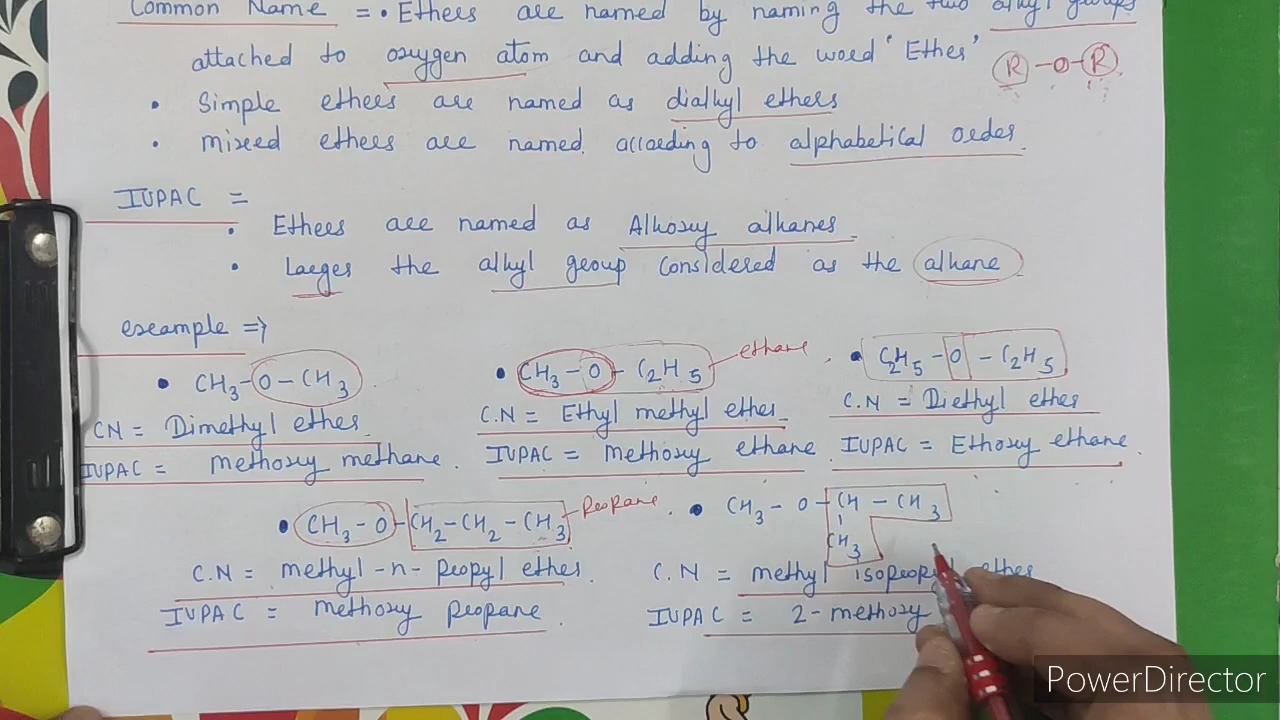 Common Name = • Ethers are named by naming the two alkyl groups
attached to oxygen atom and adding the word 'Ether'
R - O - R
• Simple ethers are named as dialkyl ethers
• mixed ethers are named according to alphabetical order
IUPAC =
• Ethers are named as Alkoxy alkanes
• Larger the alkyl group considered as the alkane
example ⇒
• CH3-O-CH3
CN = Dimethyl ether
IUPAC = methoxy methane.
• CH3-O-C2H5 ethane
C.N = Ethyl methyl ether
IUPAC = methoxy ethane
• C2H5-O-C2H5
C.N = Diethyl ether
IUPAC = Ethoxy ethane.
• CH3-O-CH2-CH2-CH3 propane
C.N = methyl-n-propyl ether.
IUPAC = methoxy propane
• CH3-O-CH-CH3
CH3
C.N = methyl isopropyl ether
IUPAC = 2-methoxy
PowerDirector